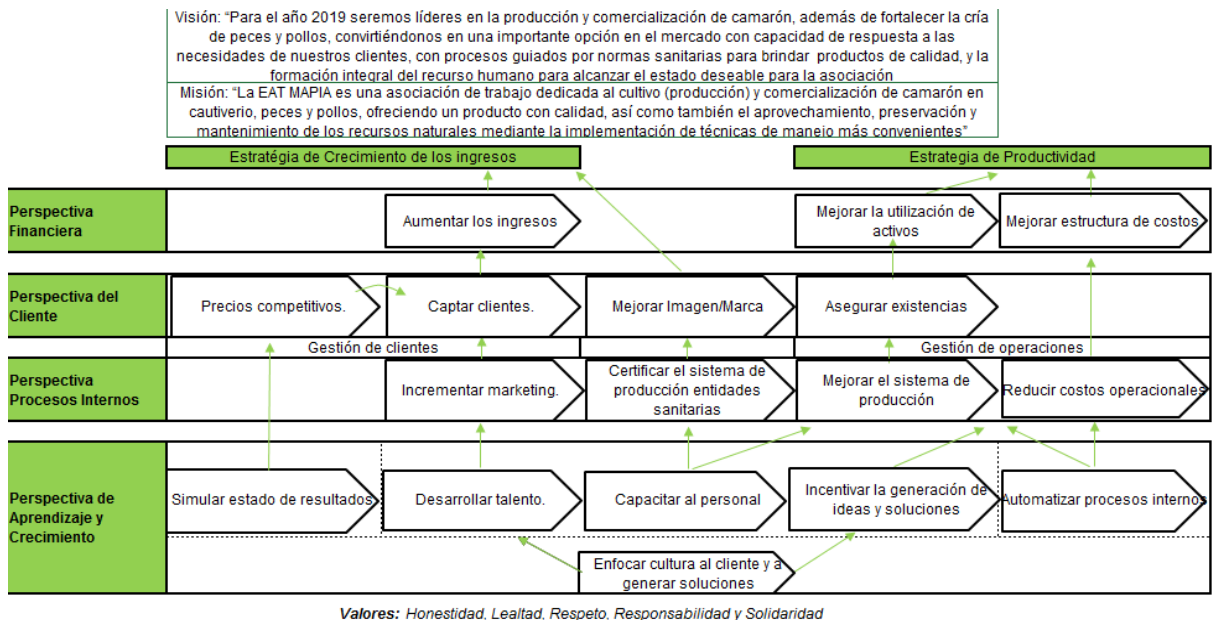 Visión: “Para el año 2019 seremos líderes en la producción y comercialización de camarón, además de fortalecer la cría
de peces y pollos, convirtiéndonos en una importante opción en el mercado con capacidad de respuesta a las
necesidades de nuestros clientes, con procesos guiados por normas sanitarias para brindar productos de calidad, y la
formación integral del recurso humano para alcanzar el estado deseable para la asociación
Misión: “La EAT MAPIA es una asociación de trabajo dedicada al cultivo (producción) y comercialización de camarón en
cautiverio, peces y pollos, ofreciendo un producto con calidad, así como también el aprovechamiento, preservación y
mantenimiento de los recursos naturales mediante la implementación de técnicas de manejo más convenientes”
Estratégia de Crecimiento de los ingresos
Estrategia de Productividad
Perspectiva
Financiera
Aumentar los ingresos
Mejorar la utilización de
activos
Mejorar estructura de costos
Perspectiva del
Cliente
Precios competitivos.
Captar clientes.
Mejorar Imagen/Marca
Asegurar existencias
Gestión de clientes
Gestión de operaciones
Perspectiva
Procesos Internos
Incrementar marketing.
Certificar el sistema de
producción entidades
sanitarias
Mejorar el sistema de
producción
Reducir costos operacionales
Perspectiva de
Aprendizaje y
Crecimiento
Simular estado de resultados
Desarrollar talento.
Capacitar al personal
Incentivar la generación de
ideas y soluciones
Automatizar procesos internos
Enfocar cultura al cliente y a
generar soluciones
Valores: Honestidad, Lealtad, Respeto, Responsabilidad y Solidaridad